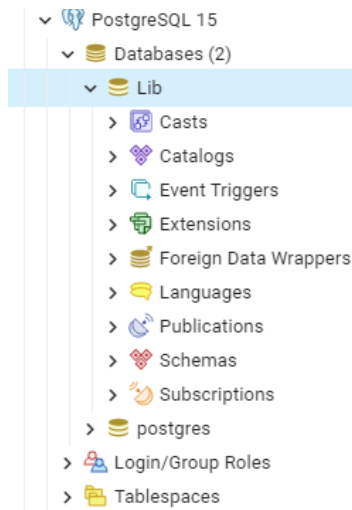 PostgreSQL 15
Databases (2)
Lib
Casts
Catalogs
Event Triggers
Extensions
Foreign Data Wrappers
Languages
Publications
Schemas
Subscriptions
postgres
Login/Group Roles
Tablespaces